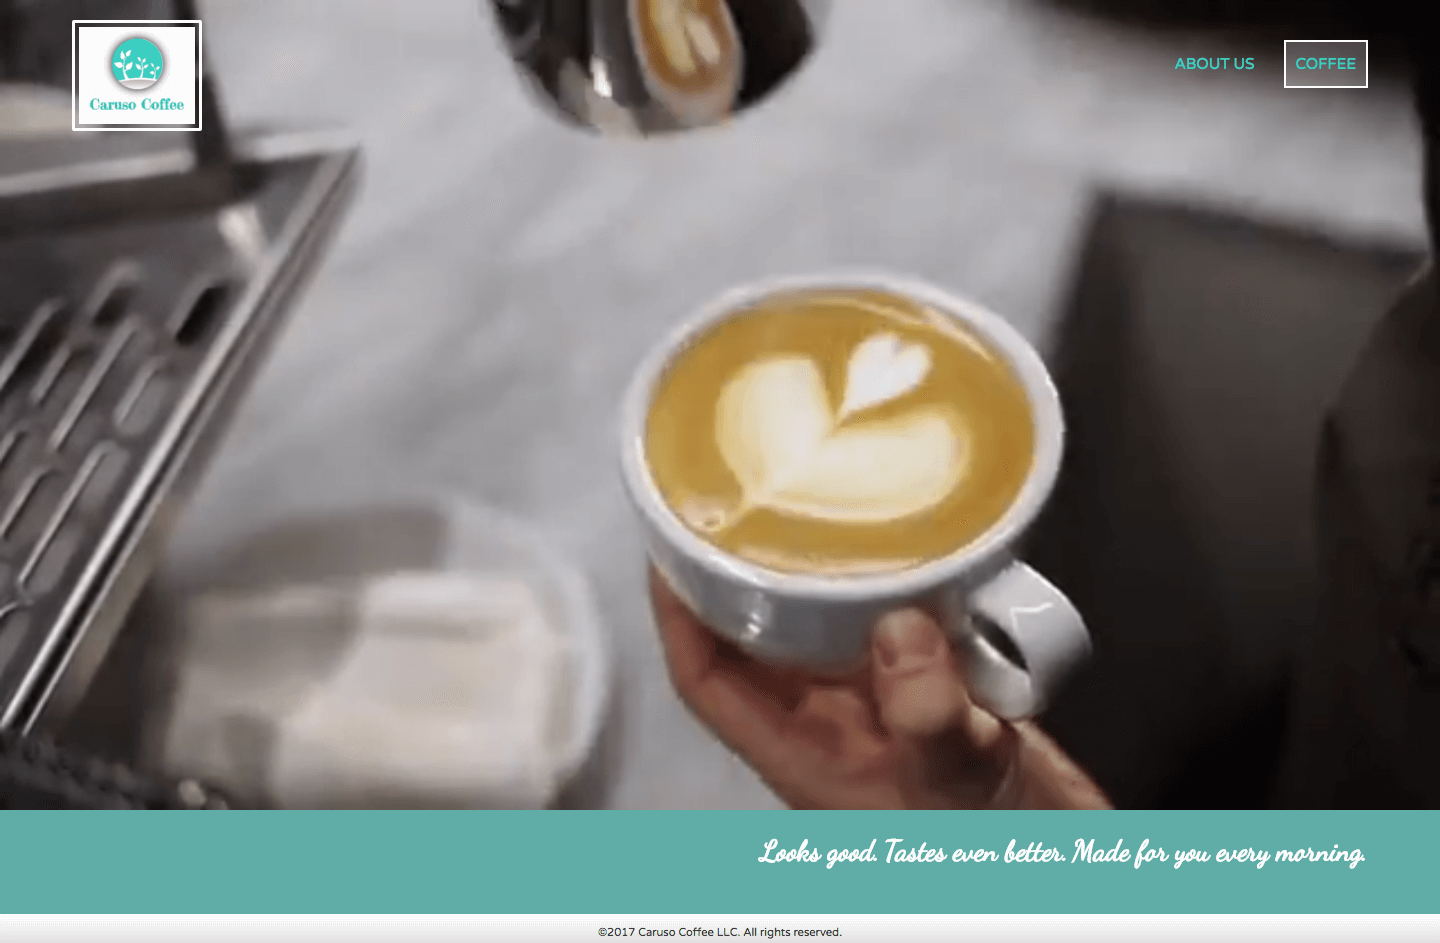 Caruso Coffee
ABOUT US
COFFEE
Looks good. Tastes even better. Made for you every morning.
©2017 Caruso Coffee LLC. All rights reserved.